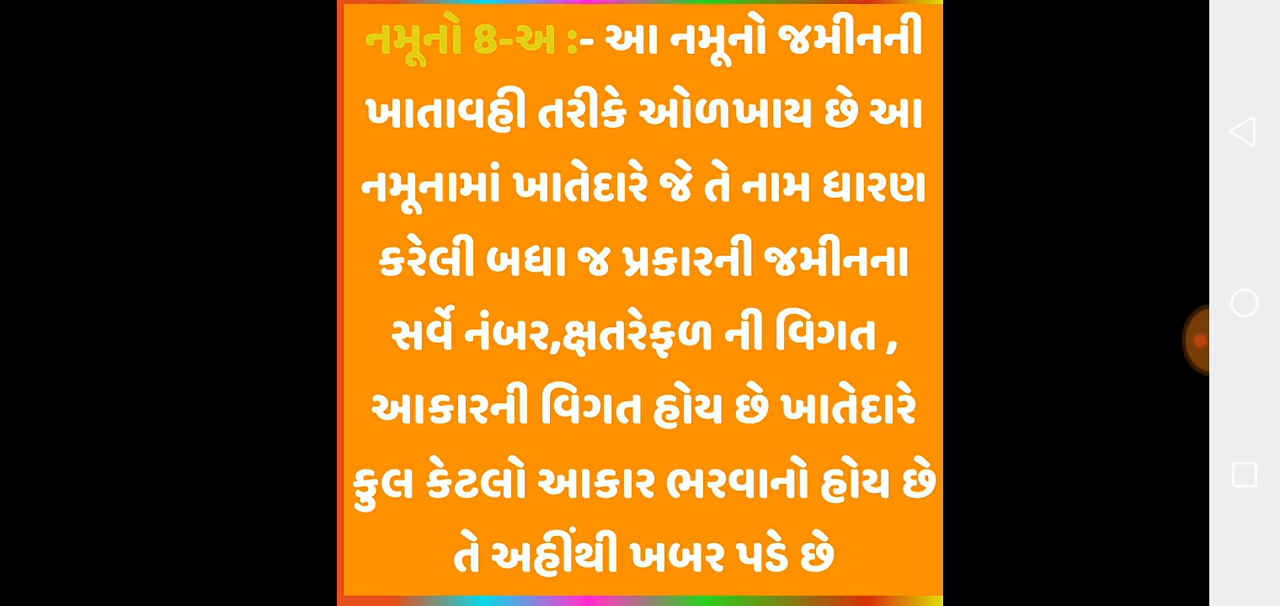 નમૂનો 8-અ :- આ નમૂનો જમીનની
ખાતાવહી તરીકે ઓળખાય છે આ
નમૂનામાં ખાતેદારે જે તે નામ ધારણ
કરેલી બધા જ પ્રકારની જમીનના
સર્વે નંબર,ક્ષતરેફળ ની વિગત ,
આકારની વિગત હોય છે ખાતેદારે
કુલ કેટલો આકાર ભરવાનો હોય છે
તે અહીંથી ખબર પડે છે